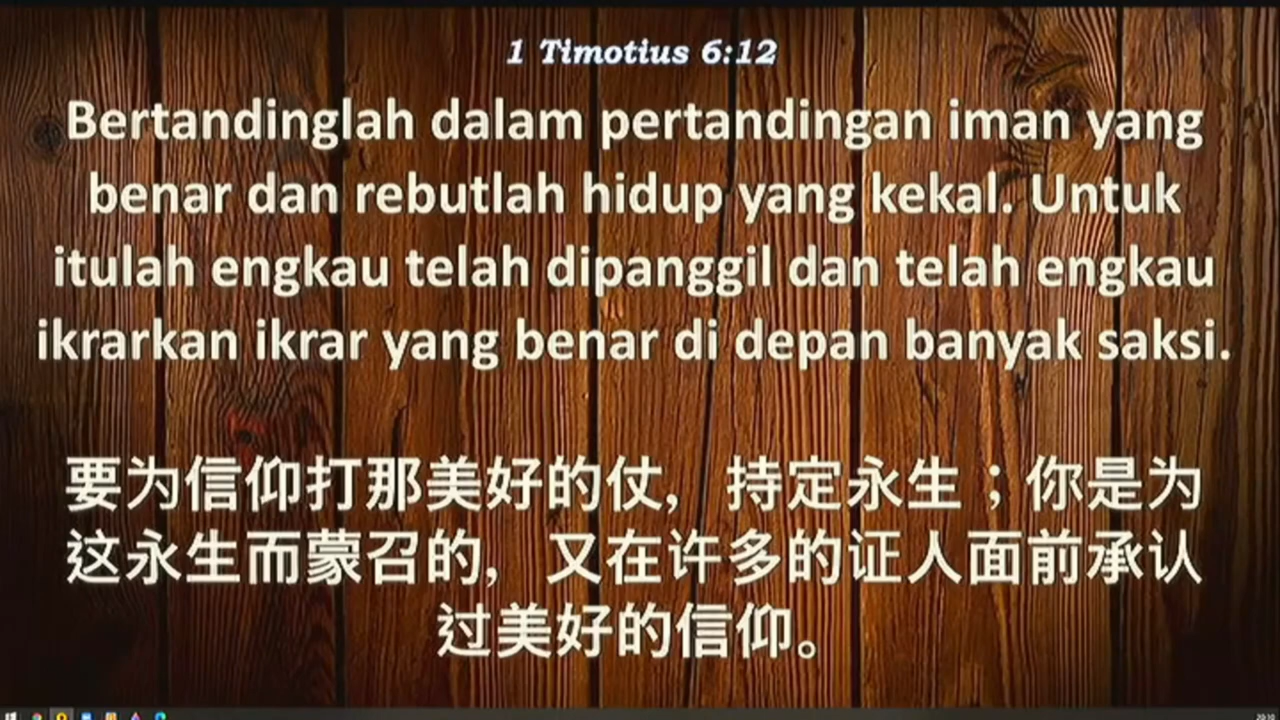 1 Timotius 6:12
Bertandinglah dalam pertandingan iman yang
benar dan rebutlah hidup yang kekal. Untuk
itulah engkau telah dipanggil dan telah engkau
ikrarkan ikrar yang benar di depan banyak saksi.
要为信仰打那美好的仗，持定永生；你是为
这永生而蒙召的，又在许多的证人面前承认
过美好的信仰。